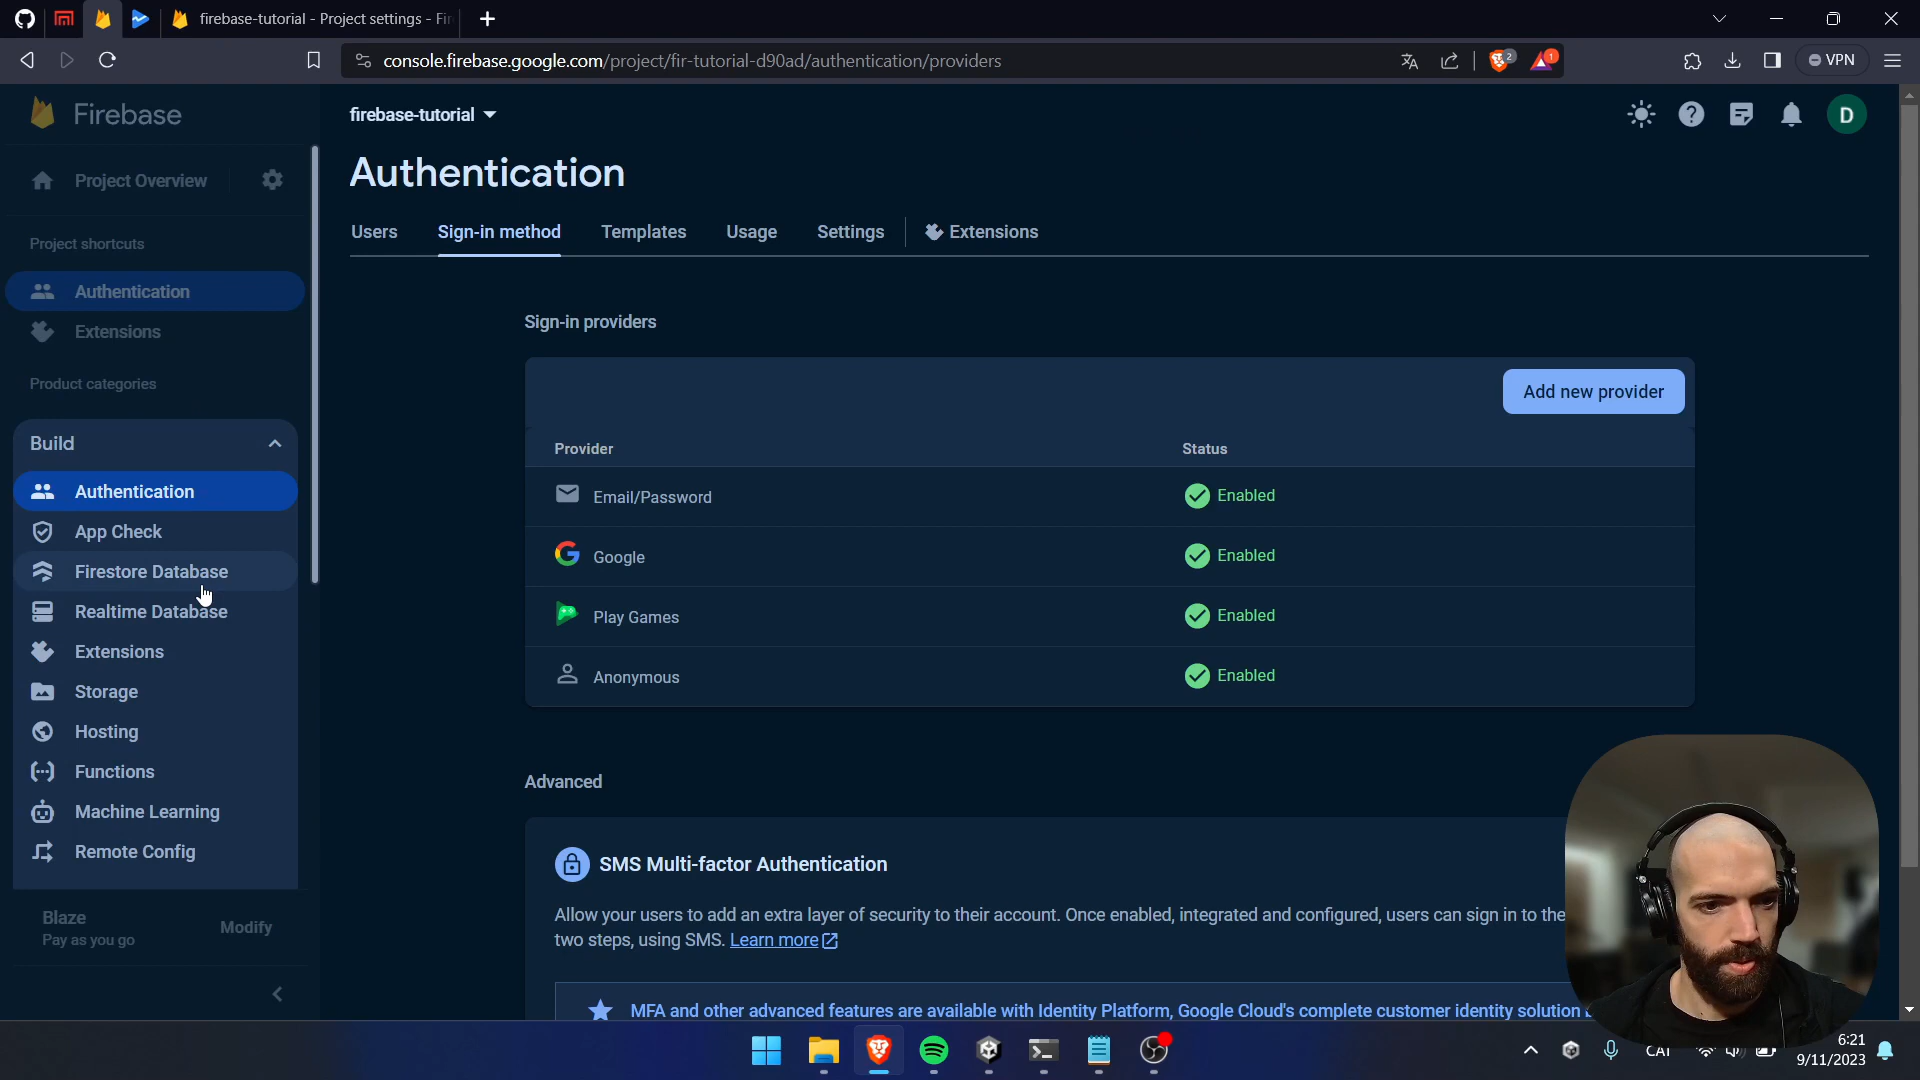 firebase-tutorial - Project settings - Fir
console.firebase.google.com/project/fir-tutorial-d90ad/authentication/providers
2
1
VPN
Firebase
firebase-tutorial
D
Project Overview
Authentication
Project shortcuts
Users
Sign-in method
Templates
Usage
Settings
Extensions
Authentication
Extensions
Sign-in providers
Product categories
Add new provider
Build
Provider
Status
Authentication
Email/Password
Enabled
App Check
Google
Enabled
Firestore Database
Realtime Database
Play Games
Enabled
Extensions
Anonymous
Enabled
Storage
Hosting
Functions
Advanced
Machine Learning
Remote Config
SMS Multi-factor Authentication
Allow your users to add an extra layer of security to their account. Once enabled, integrated and configured, users can sign in to the
two steps, using SMS. Learn more
Blaze
Pay as you go
Modify
MFA and other advanced features are available with Identity Platform, Google Cloud's complete customer identity solution
CAT
6:21
9/11/2023